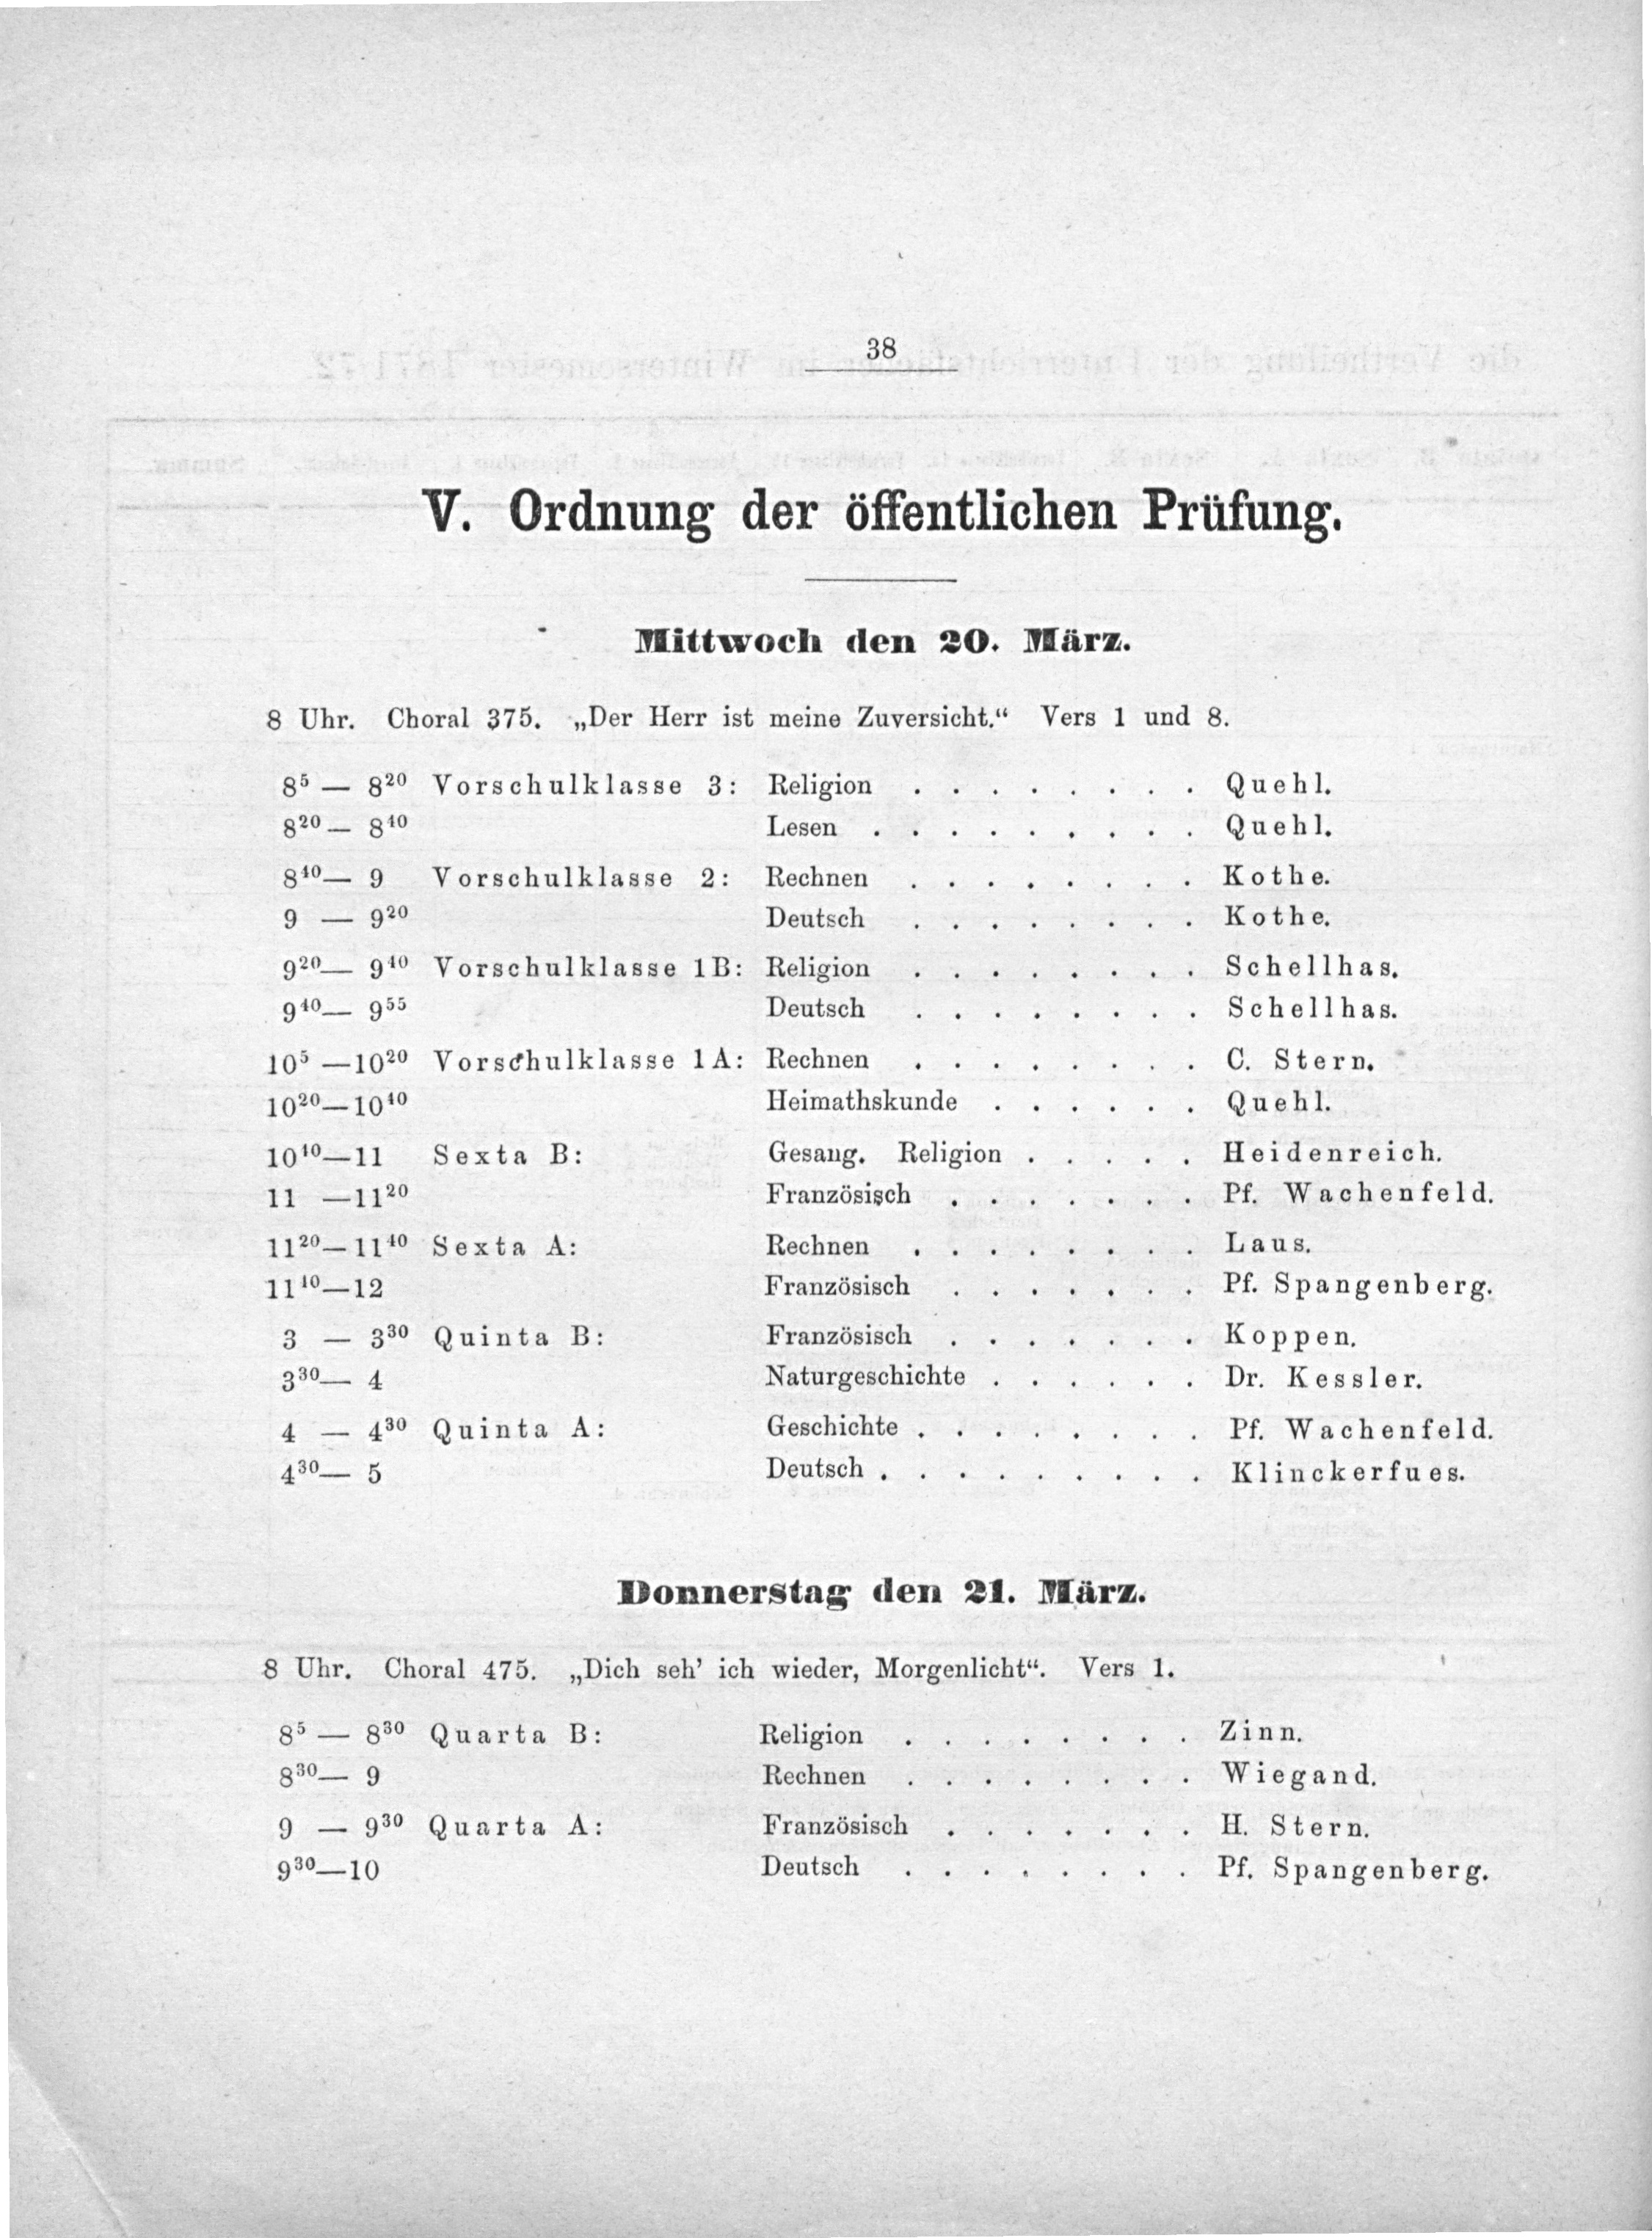 38
V. Ordnung der öffentlichen Prüfung.
Mittwoch den 20. März.
8 Uhr. Choral 375. „Der Herr ist meine Zuversicht.“ Vers 1 und 8.
8⁵ — 8²⁰ Vorschulklasse 3: Religion . . . . . . . . Quehl.
8²⁰ — 8⁴⁰ Lesen . . . . . . . . . Quehl.
8⁴⁰ — 9 Vorschulklasse 2: Rechnen . . . . . . . . Kothe.
9 — 9²⁰ Deutsch . . . . . . . . Kothe.
9²⁰ — 9⁴⁰ Vorschulklasse 1B: Religion . . . . . . . . Schellhas.
9⁴⁰ — 9⁵⁵ Deutsch . . . . . . . . Schellhas.
10⁵ — 10²⁰ Vorschulklasse 1A: Rechnen . . . . . . . . C. Stern.
10²⁰ — 10⁴⁰ Heimathskunde . . . . . . Quehl.
10⁴⁰ — 11 Sexta B: Gesang. Religion . . . . . Heidenreich.
11 — 11²⁰ Französisch . . . . . . . Pf. Wachenfeld.
11²⁰ — 11⁴⁰ Sexta A: Rechnen . . . . . . . . Laus.
11⁴⁰ — 12 Französisch . . . . . . . Pf. Spangenberg.
3 — 3³⁰ Quinta B: Französisch . . . . . . . Koppen.
3³⁰ — 4 Naturgeschichte . . . . . . Dr. Kessler.
4 — 4³⁰ Quinta A: Geschichte . . . . . . . . Pf. Wachenfeld.
4³⁰ — 5 Deutsch . . . . . . . . . Klinckerfues.
Donnerstag den 21. März.
8 Uhr. Choral 475. „Dich seh’ ich wieder, Morgenlicht“. Vers 1.
8⁵ — 8³⁰ Quarta B: Religion . . . . . . . . Zinn.
8³⁰ — 9 Rechnen . . . . . . . . Wiegand.
9 — 9³⁰ Quarta A: Französisch . . . . . . . H. Stern.
9³⁰ — 10 Deutsch . . . . . . . . Pf. Spangenberg.